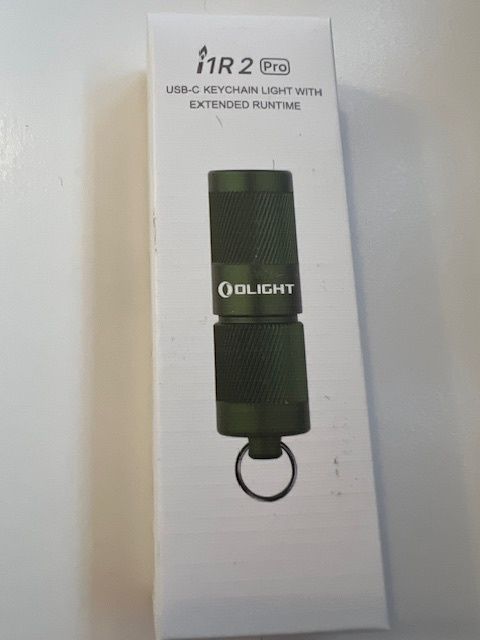 i1R 2 Pro
USB-C KEYCHAIN LIGHT WITH
EXTENDED RUNTIME
OLIGHT